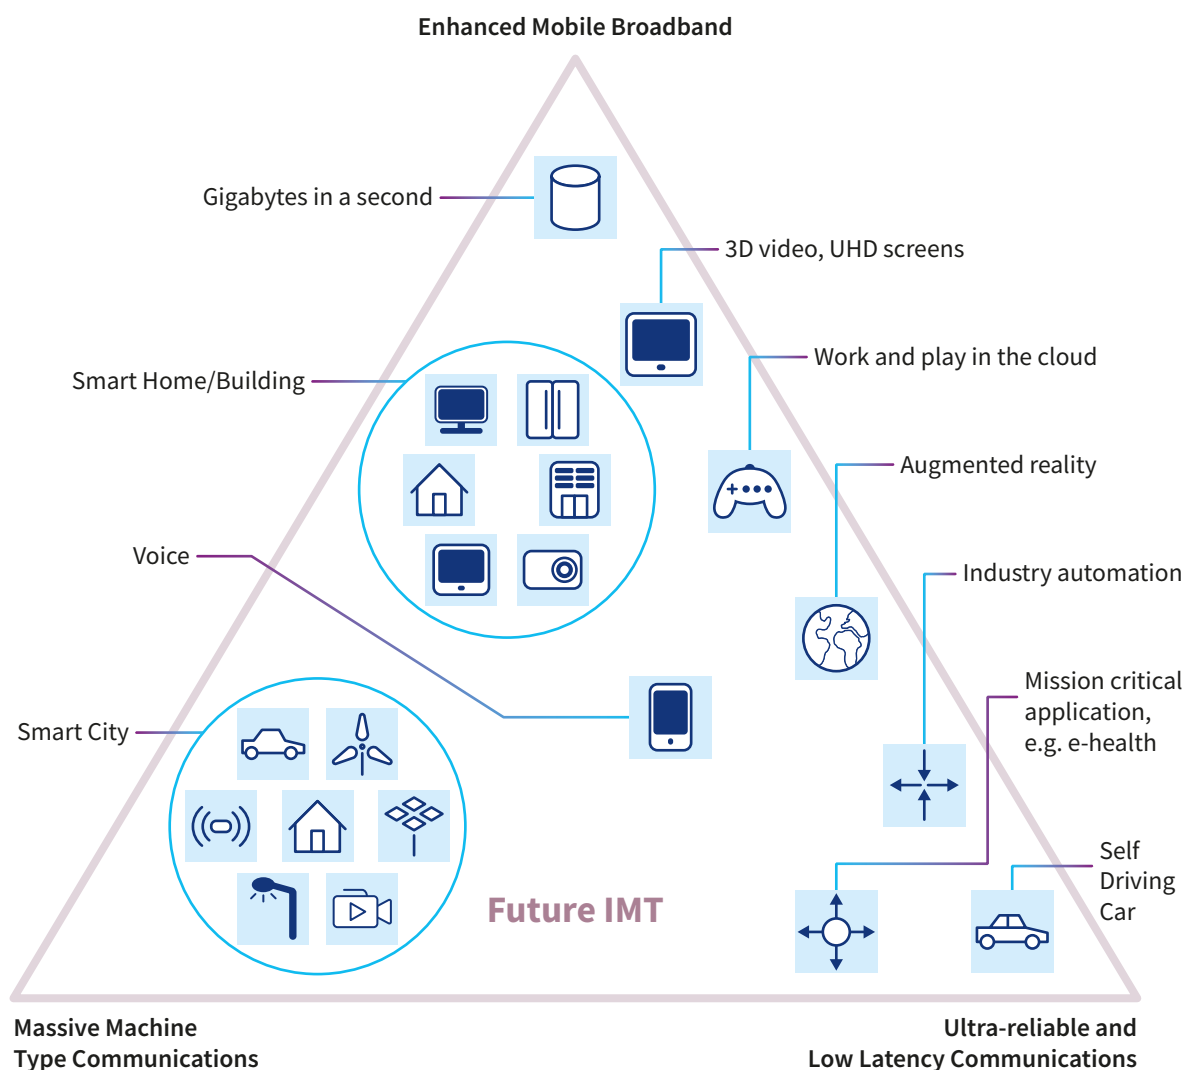 Enhanced Mobile Broadband
Gigabytes in a second
3D video, UHD screens
Work and play in the cloud
Smart Home/Building
Augmented reality
Voice
Industry automation
Mission critical
application,
e.g. e-health
Smart City
Self
Driving
Car
Future IMT
Massive Machine
Type Communications
Ultra-reliable and
Low Latency Communications